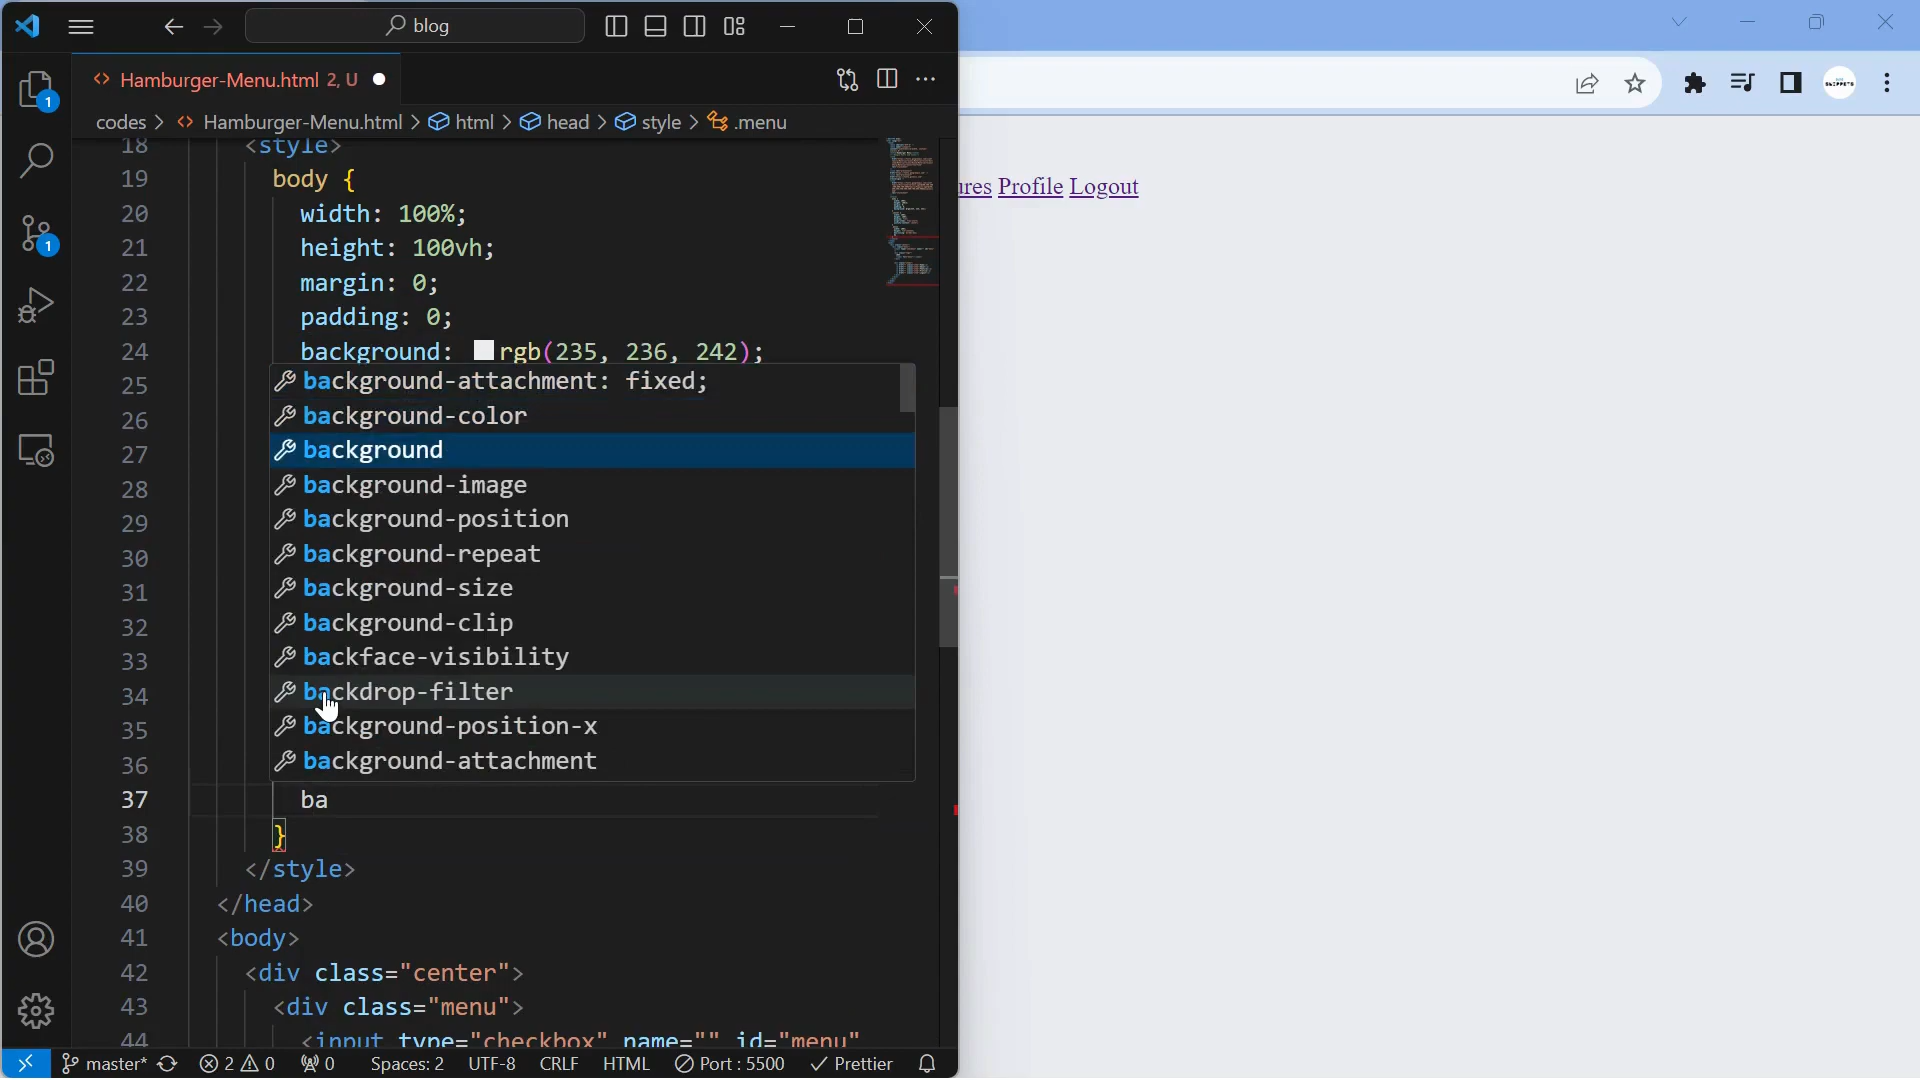 blog
Hamburger-Menu.html 2, U
codes > Hamburger-Menu.html > html > head > style > .menu
18 <style>
19 body {
20 width: 100%;
21 height: 100vh;
22 margin: 0;
23 padding: 0;
24 background: rgb(235, 236, 242);
25 background-attachment: fixed;
26 background-color
27 background
28 background-image
29 background-position
30 background-repeat
31 background-size
32 background-clip
33 backface-visibility
34 backdrop-filter
35 background-position-x
36 background-attachment
37 ba
38 }
39 </style>
40 </head>
41 <body>
42 <div class="center">
43 <div class="menu">
44 <input type="checkbox" name="" id="menu"
1
1
master* 2 0 0 Spaces: 2 UTF-8 CRLF HTML Port : 5500 Prettier
ures Profile Logout